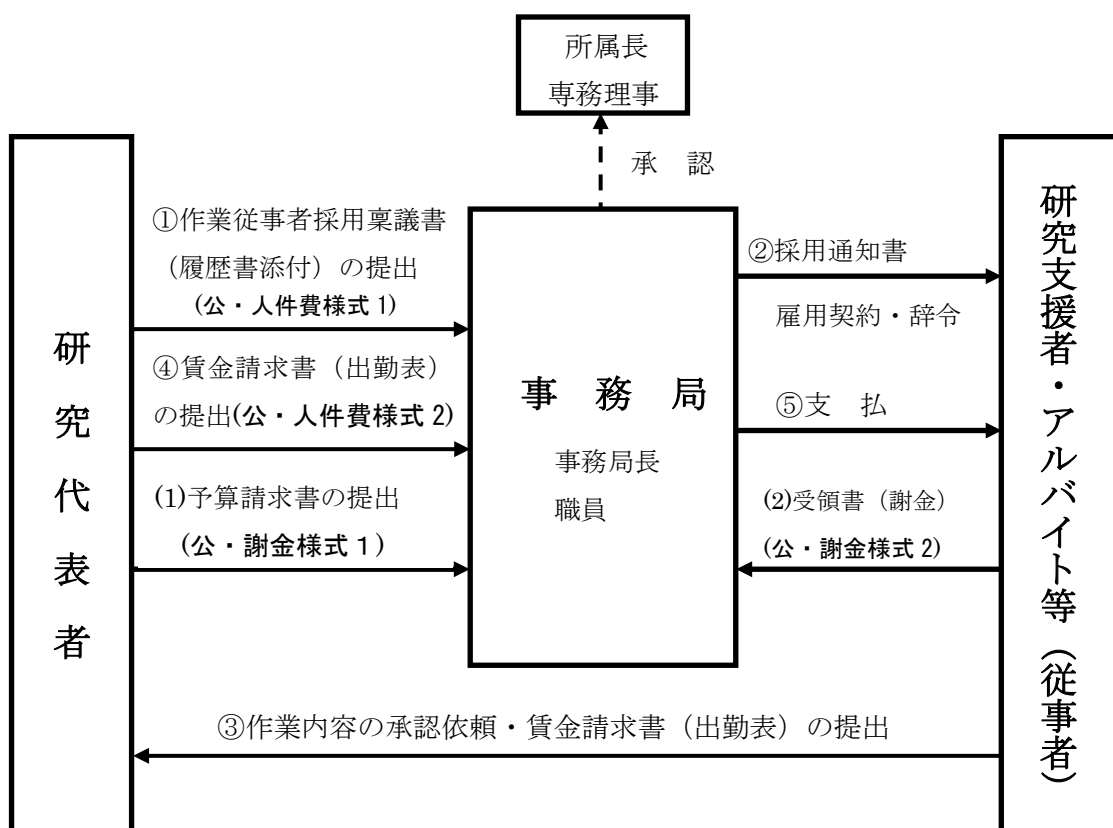 所属長
専務理事
承 認
研究代表者
①作業従事者採用稟議書
（履歴書添付）の提出
(公・人件費様式 1)
④賃金請求書（出勤表）
の提出(公・人件費様式 2)
(1)予算請求書の提出
（公・謝金様式 1）
事 務 局
事務局長
職員
②採用通知書
雇用契約・辞令
⑤支 払
(2)受領書（謝金）
(公・謝金様式 2)
研究支援者・アルバイト等（従事者）
③作業内容の承認依頼・賃金請求書（出勤表）の提出